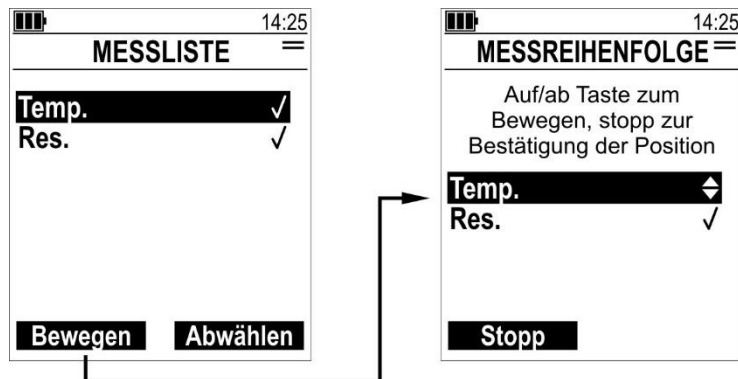 14:25
MESSLISTE
Temp. √
Res. √
Bewegen Abwählen
14:25
MESSREIHENFOLGE
Auf/ab Taste zum
Bewegen, stopp zur
Bestätigung der Position
Temp.
Res. √
Stopp